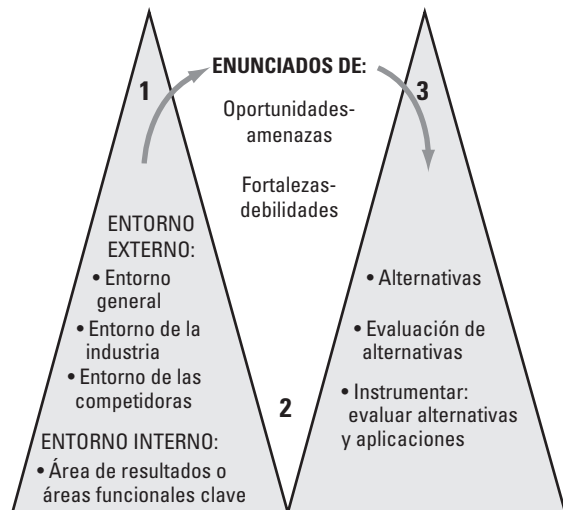 1
ENUNCIADOS DE:
3
Oportunidades-
amenazas
Fortalezas-
debilidades
ENTORNO
EXTERNO:
• Entorno
general
• Entorno de la
industria
• Entorno de las
competidoras
ENTORNO INTERNO:
• Área de resultados o
áreas funcionales clave
2
• Alternativas
• Evaluación de
alternativas
• Instrumentar:
evaluar alternativas
y aplicaciones